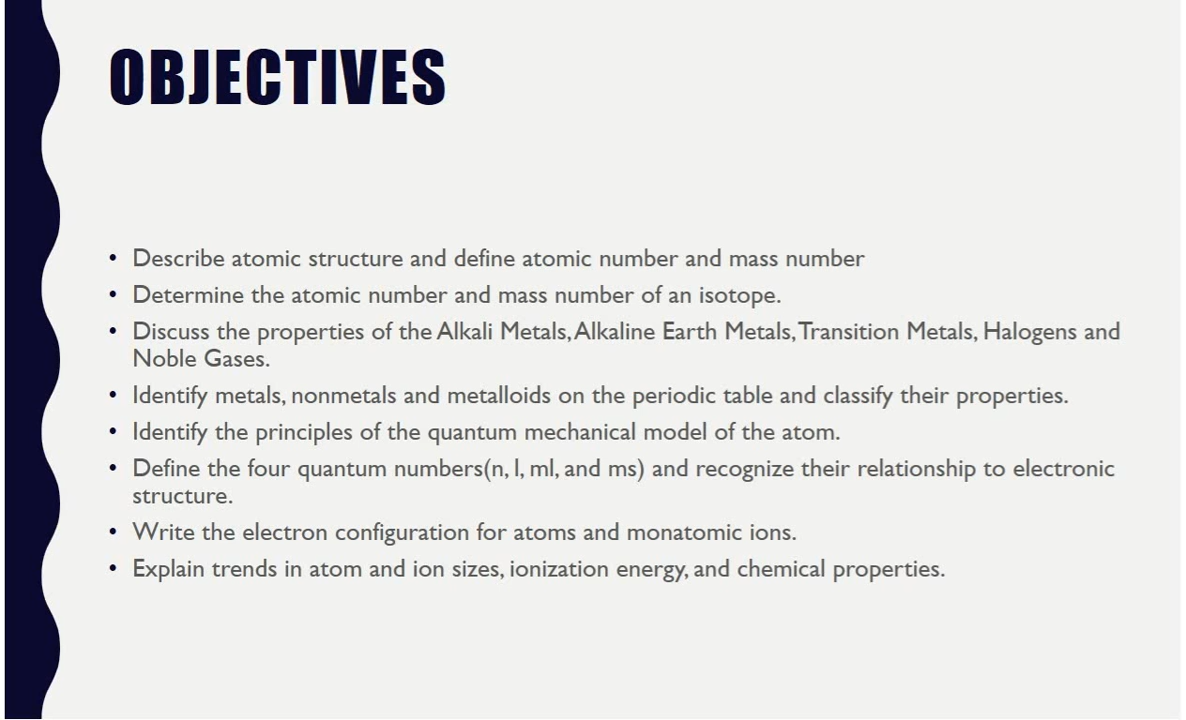 OBJECTIVES
• Describe atomic structure and define atomic number and mass number
• Determine the atomic number and mass number of an isotope.
• Discuss the properties of the Alkali Metals, Alkaline Earth Metals, Transition Metals, Halogens and
Noble Gases.
• Identify metals, nonmetals and metalloids on the periodic table and classify their properties.
• Identify the principles of the quantum mechanical model of the atom.
• Define the four quantum numbers(n, l, ml, and ms) and recognize their relationship to electronic
structure.
• Write the electron configuration for atoms and monatomic ions.
• Explain trends in atom and ion sizes, ionization energy, and chemical properties.